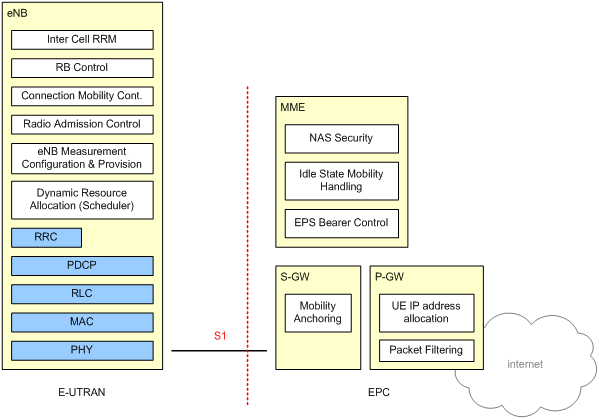 eNB
Inter Cell RRM
RB Control
Connection Mobility Cont.
Radio Admission Control
eNB Measurement
Configuration & Provision
Dynamic Resource
Allocation (Scheduler)
RRC
PDCP
RLC
MAC
PHY
S1
MME
NAS Security
Idle State Mobility
Handling
EPS Bearer Control
S-GW
Mobility
Anchoring
P-GW
UE IP address
allocation
Packet Filtering
internet
E-UTRAN
EPC